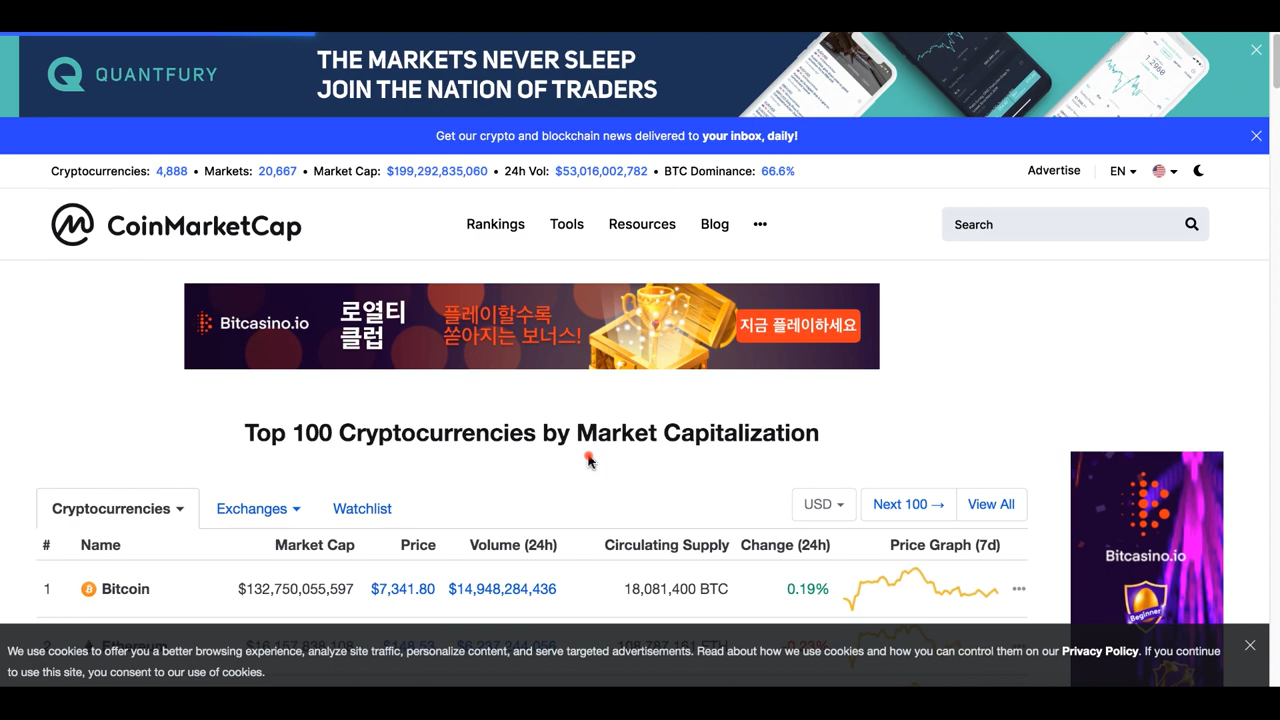 QUANTFURY
THE MARKETS NEVER SLEEP
JOIN THE NATION OF TRADERS
Get our crypto and blockchain news delivered to your inbox, daily!
Cryptocurrencies: 4,888 • Markets: 20,667 • Market Cap: $199,292,835,060 • 24h Vol: $53,016,002,782 • BTC Dominance: 66.6%
Advertise EN
CoinMarketCap
Rankings Tools Resources Blog •••
Search
Bitcasino.io
로열티
클럽
플레이할수록
쏟아지는 보너스!
지금 플레이하세요
Top 100 Cryptocurrencies by Market Capitalization
Cryptocurrencies Exchanges Watchlist USD Next 100 → View All
# Name Market Cap Price Volume (24h) Circulating Supply Change (24h) Price Graph (7d)
1 Bitcoin $132,750,055,597 $7,341.80 $14,948,284,436 18,081,400 BTC 0.19%
Bitcasino.io
Beginner
We use cookies to offer you a better browsing experience, analyze site traffic, personalize content, and serve targeted advertisements. Read about how we use cookies and how you can control them on our Privacy Policy. If you continue
to use this site, you consent to our use of cookies.